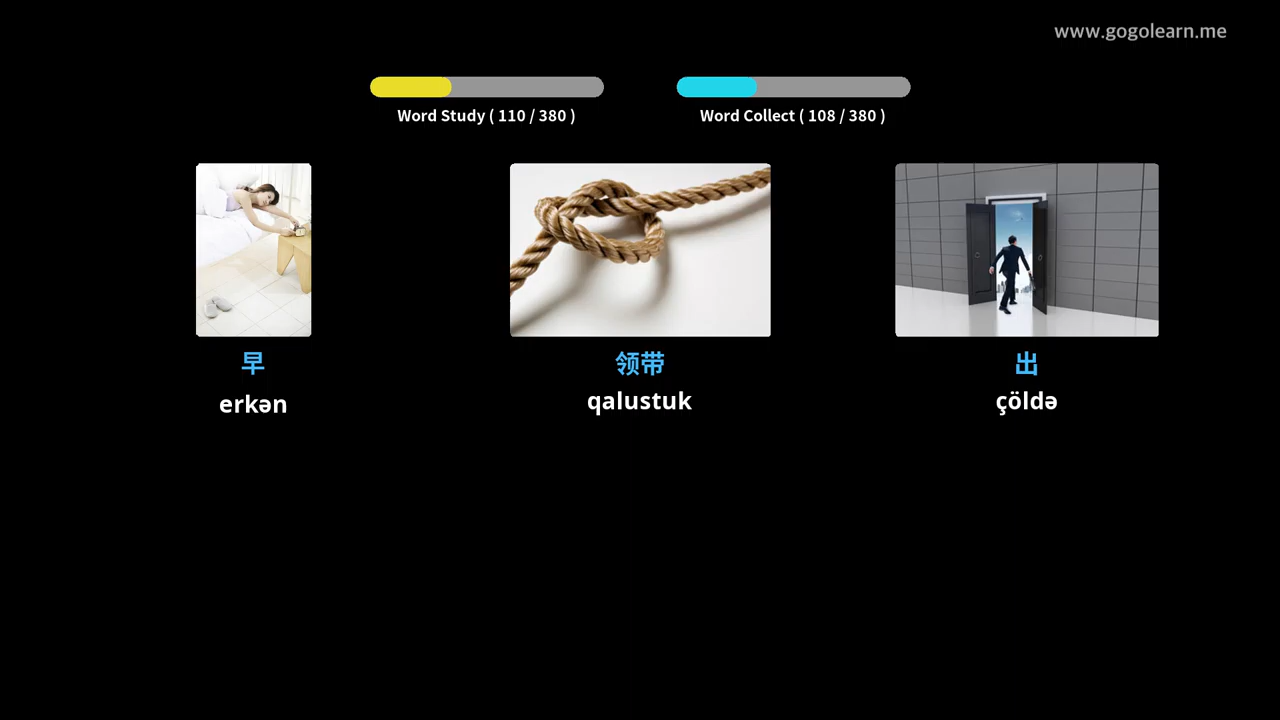 www.gogolearn.me
Word Study ( 110 / 380 )
Word Collect ( 108 / 380 )
早
领带
出
erkən
qalustuk
çöldə